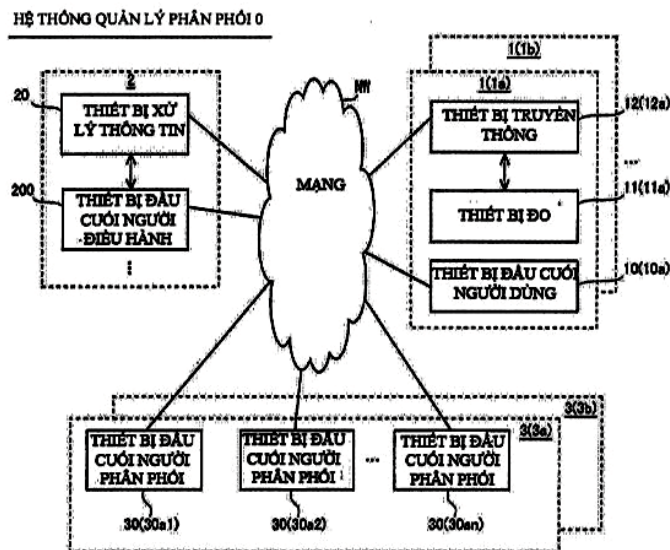 HỆ THỐNG QUẢN LÝ PHÂN PHỐI 0
2
20
THIẾT BỊ XỬ
LÝ THÔNG TIN
200
THIẾT BỊ ĐẦU
CUỐI NGƯỜI
ĐIỀU HÀNH
NW
MẠNG
1(1b)
1(1a)
12(12a)
THIẾT BỊ TRUYỀN
THÔNG
...
11(11a)
THIẾT BỊ ĐO
10(10a)
THIẾT BỊ ĐẦU CUỐI
NGƯỜI DÙNG
3(3b)
3(3a)
THIẾT BỊ ĐẦU
CUỐI NGƯỜI
PHÂN PHỐI
THIẾT BỊ ĐẦU
CUỐI NGƯỜI
PHÂN PHỐI
...
THIẾT BỊ ĐẦU
CUỐI NGƯỜI
PHÂN PHỐI
30(30a1)
30(30a2)
30(30an)